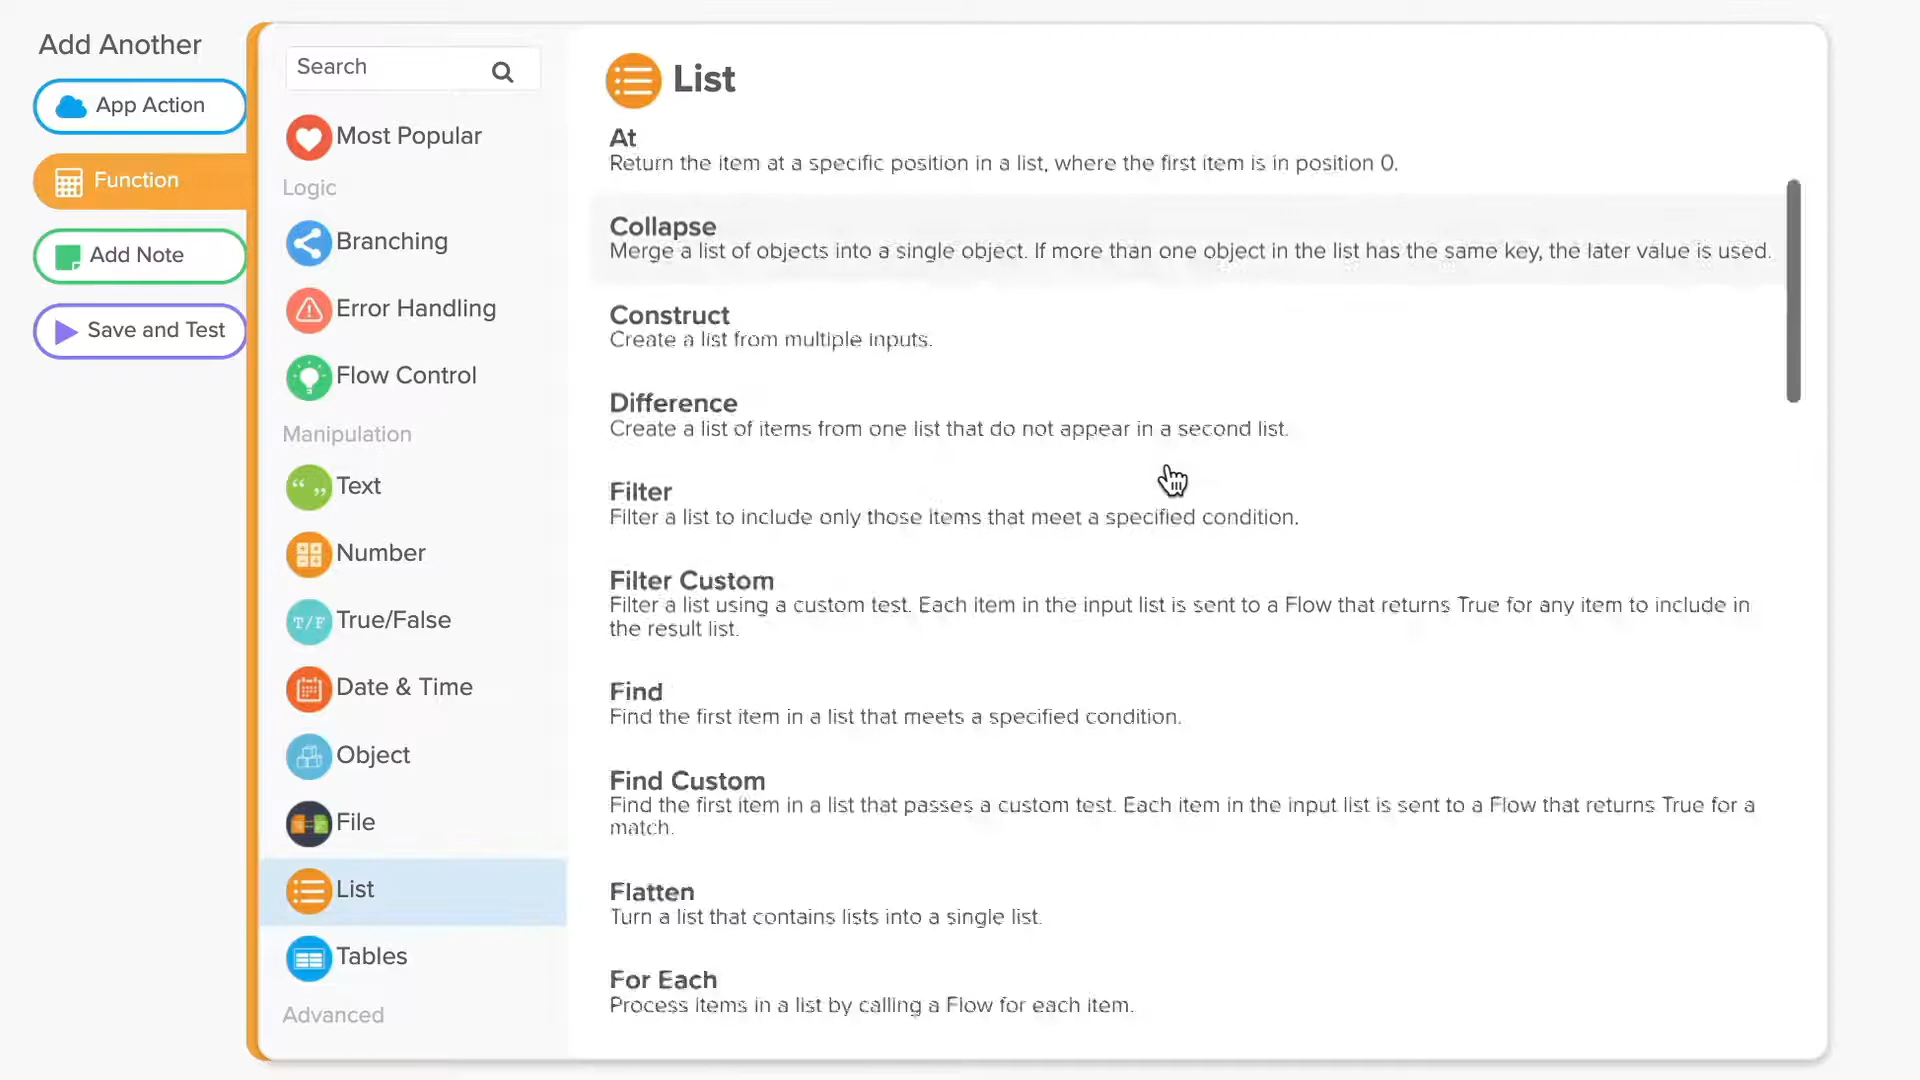 Add Another
App Action
Function
Add Note
Save and Test
Search
Most Popular
Logic
Branching
Error Handling
Flow Control
Manipulation
“ „
Text
Number
T/F
True/False
Date & Time
Object
File
List
Tables
Advanced
List
At
Return the item at a specific position in a list, where the first item is in position 0.
Collapse
Merge a list of objects into a single object. If more than one object in the list has the same key, the later value is used.
Construct
Create a list from multiple inputs.
Difference
Create a list of items from one list that do not appear in a second list.
Filter
Filter a list to include only those items that meet a specified condition.
Filter Custom
Filter a list using a custom test. Each item in the input list is sent to a Flow that returns True for any item to include in
the result list.
Find
Find the first item in a list that meets a specified condition.
Find Custom
Find the first item in a list that passes a custom test. Each item in the input list is sent to a Flow that returns True for a
match.
Flatten
Turn a list that contains lists into a single list.
For Each
Process items in a list by calling a Flow for each item.